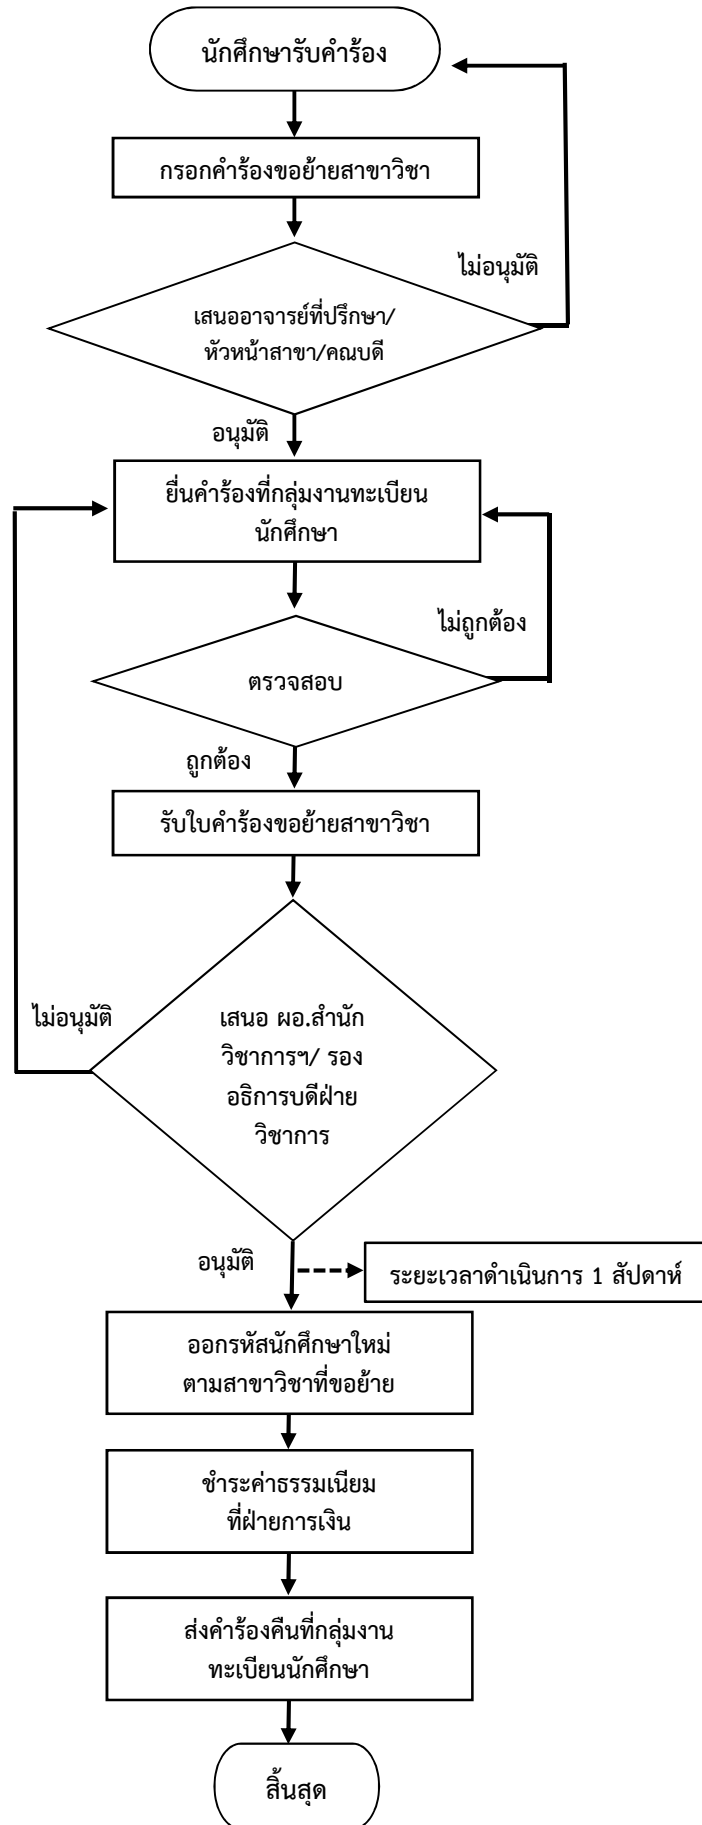 นักศึกษารับคำร้อง
กรอกคำร้องขอย้ายสาขาวิชา
ไม่อนุมัติ
เสนออาจารย์ที่ปรึกษา/
หัวหน้าสาขา/คณบดี
อนุมัติ
ยื่นคำร้องที่กลุ่มงานทะเบียน
นักศึกษา
ไม่ถูกต้อง
ตรวจสอบ
ถูกต้อง
รับใบคำร้องขอย้ายสาขาวิชา
ไม่อนุมัติ
เสนอ ผอ.สำนัก
วิชาการฯ/ รอง
อธิการบดีฝ่าย
วิชาการ
อนุมัติ
ระยะเวลาดำเนินการ 1 สัปดาห์
ออกรหัสนักศึกษาใหม่
ตามสาขาวิชาที่ขอย้าย
ชำระค่าธรรมเนียม
ที่ฝ่ายการเงิน
ส่งคำร้องคืนที่กลุ่มงาน
ทะเบียนนักศึกษา
สิ้นสุด